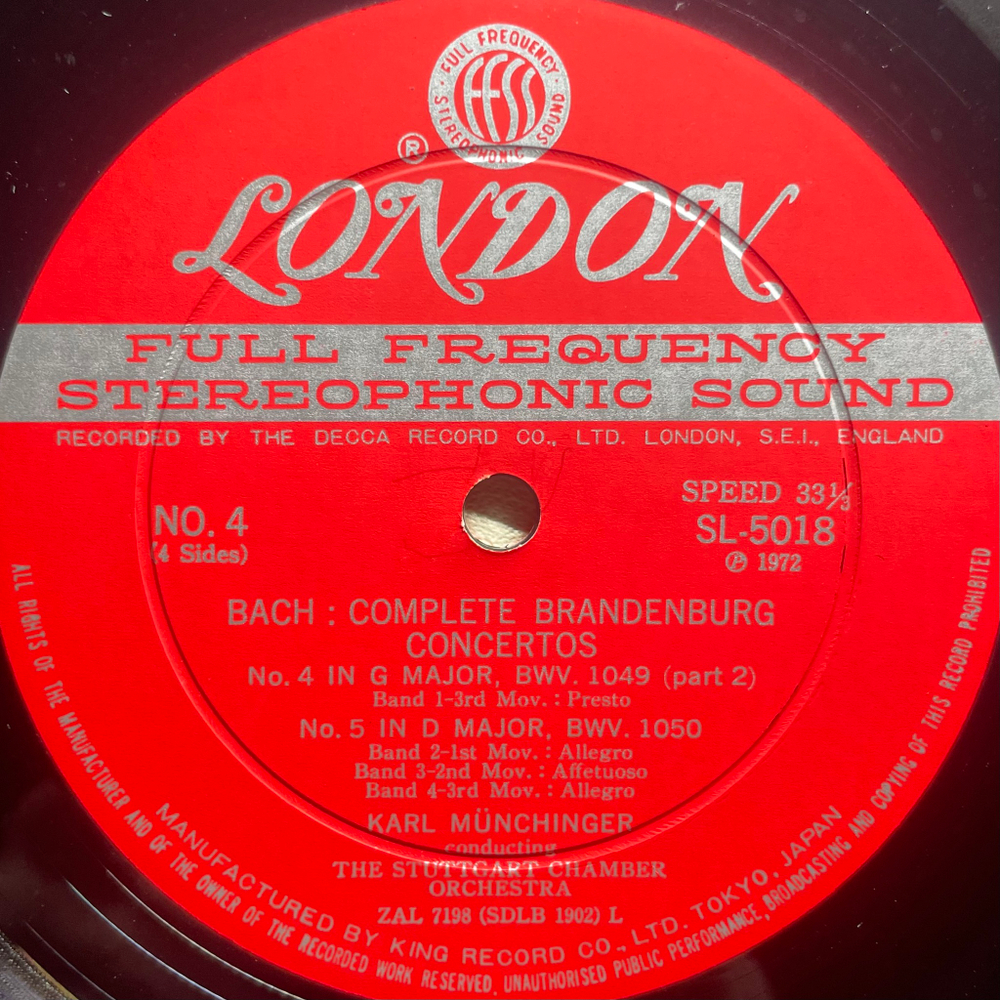 FULL FREQUENCY
ffss
STEREOPHONIC SOUND
®
LONDON
FULL FREQUENCY
STEREOPHONIC SOUND
RECORDED BY THE DECCA RECORD CO., LTD. LONDON, S.E.I., ENGLAND
NO. 4
(4 Sides)
SPEED 33⅓
SL-5018
℗ 1972
BACH : COMPLETE BRANDENBURG
CONCERTOS
No. 4 IN G MAJOR, BWV. 1049 (part 2)
Band 1-3rd Mov. : Presto
No. 5 IN D MAJOR, BWV. 1050
Band 2-1st Mov. : Allegro
Band 3-2nd Mov. : Affetuoso
Band 4-3rd Mov. : Allegro
KARL MÜNCHINGER
conducting
THE STUTTGART CHAMBER
ORCHESTRA
ZAL 7198 (SDLB 1902) L
MANUFACTURED BY KING RECORD CO., LTD. TOKYO, JAPAN
ALL RIGHTS OF THE MANUFACTURER AND OF THE OWNER OF THE RECORDED WORK RESERVED. UNAUTHORISED PUBLIC PERFORMANCE, BROADCASTING AND COPYING OF THIS RECORD PROHIBITED